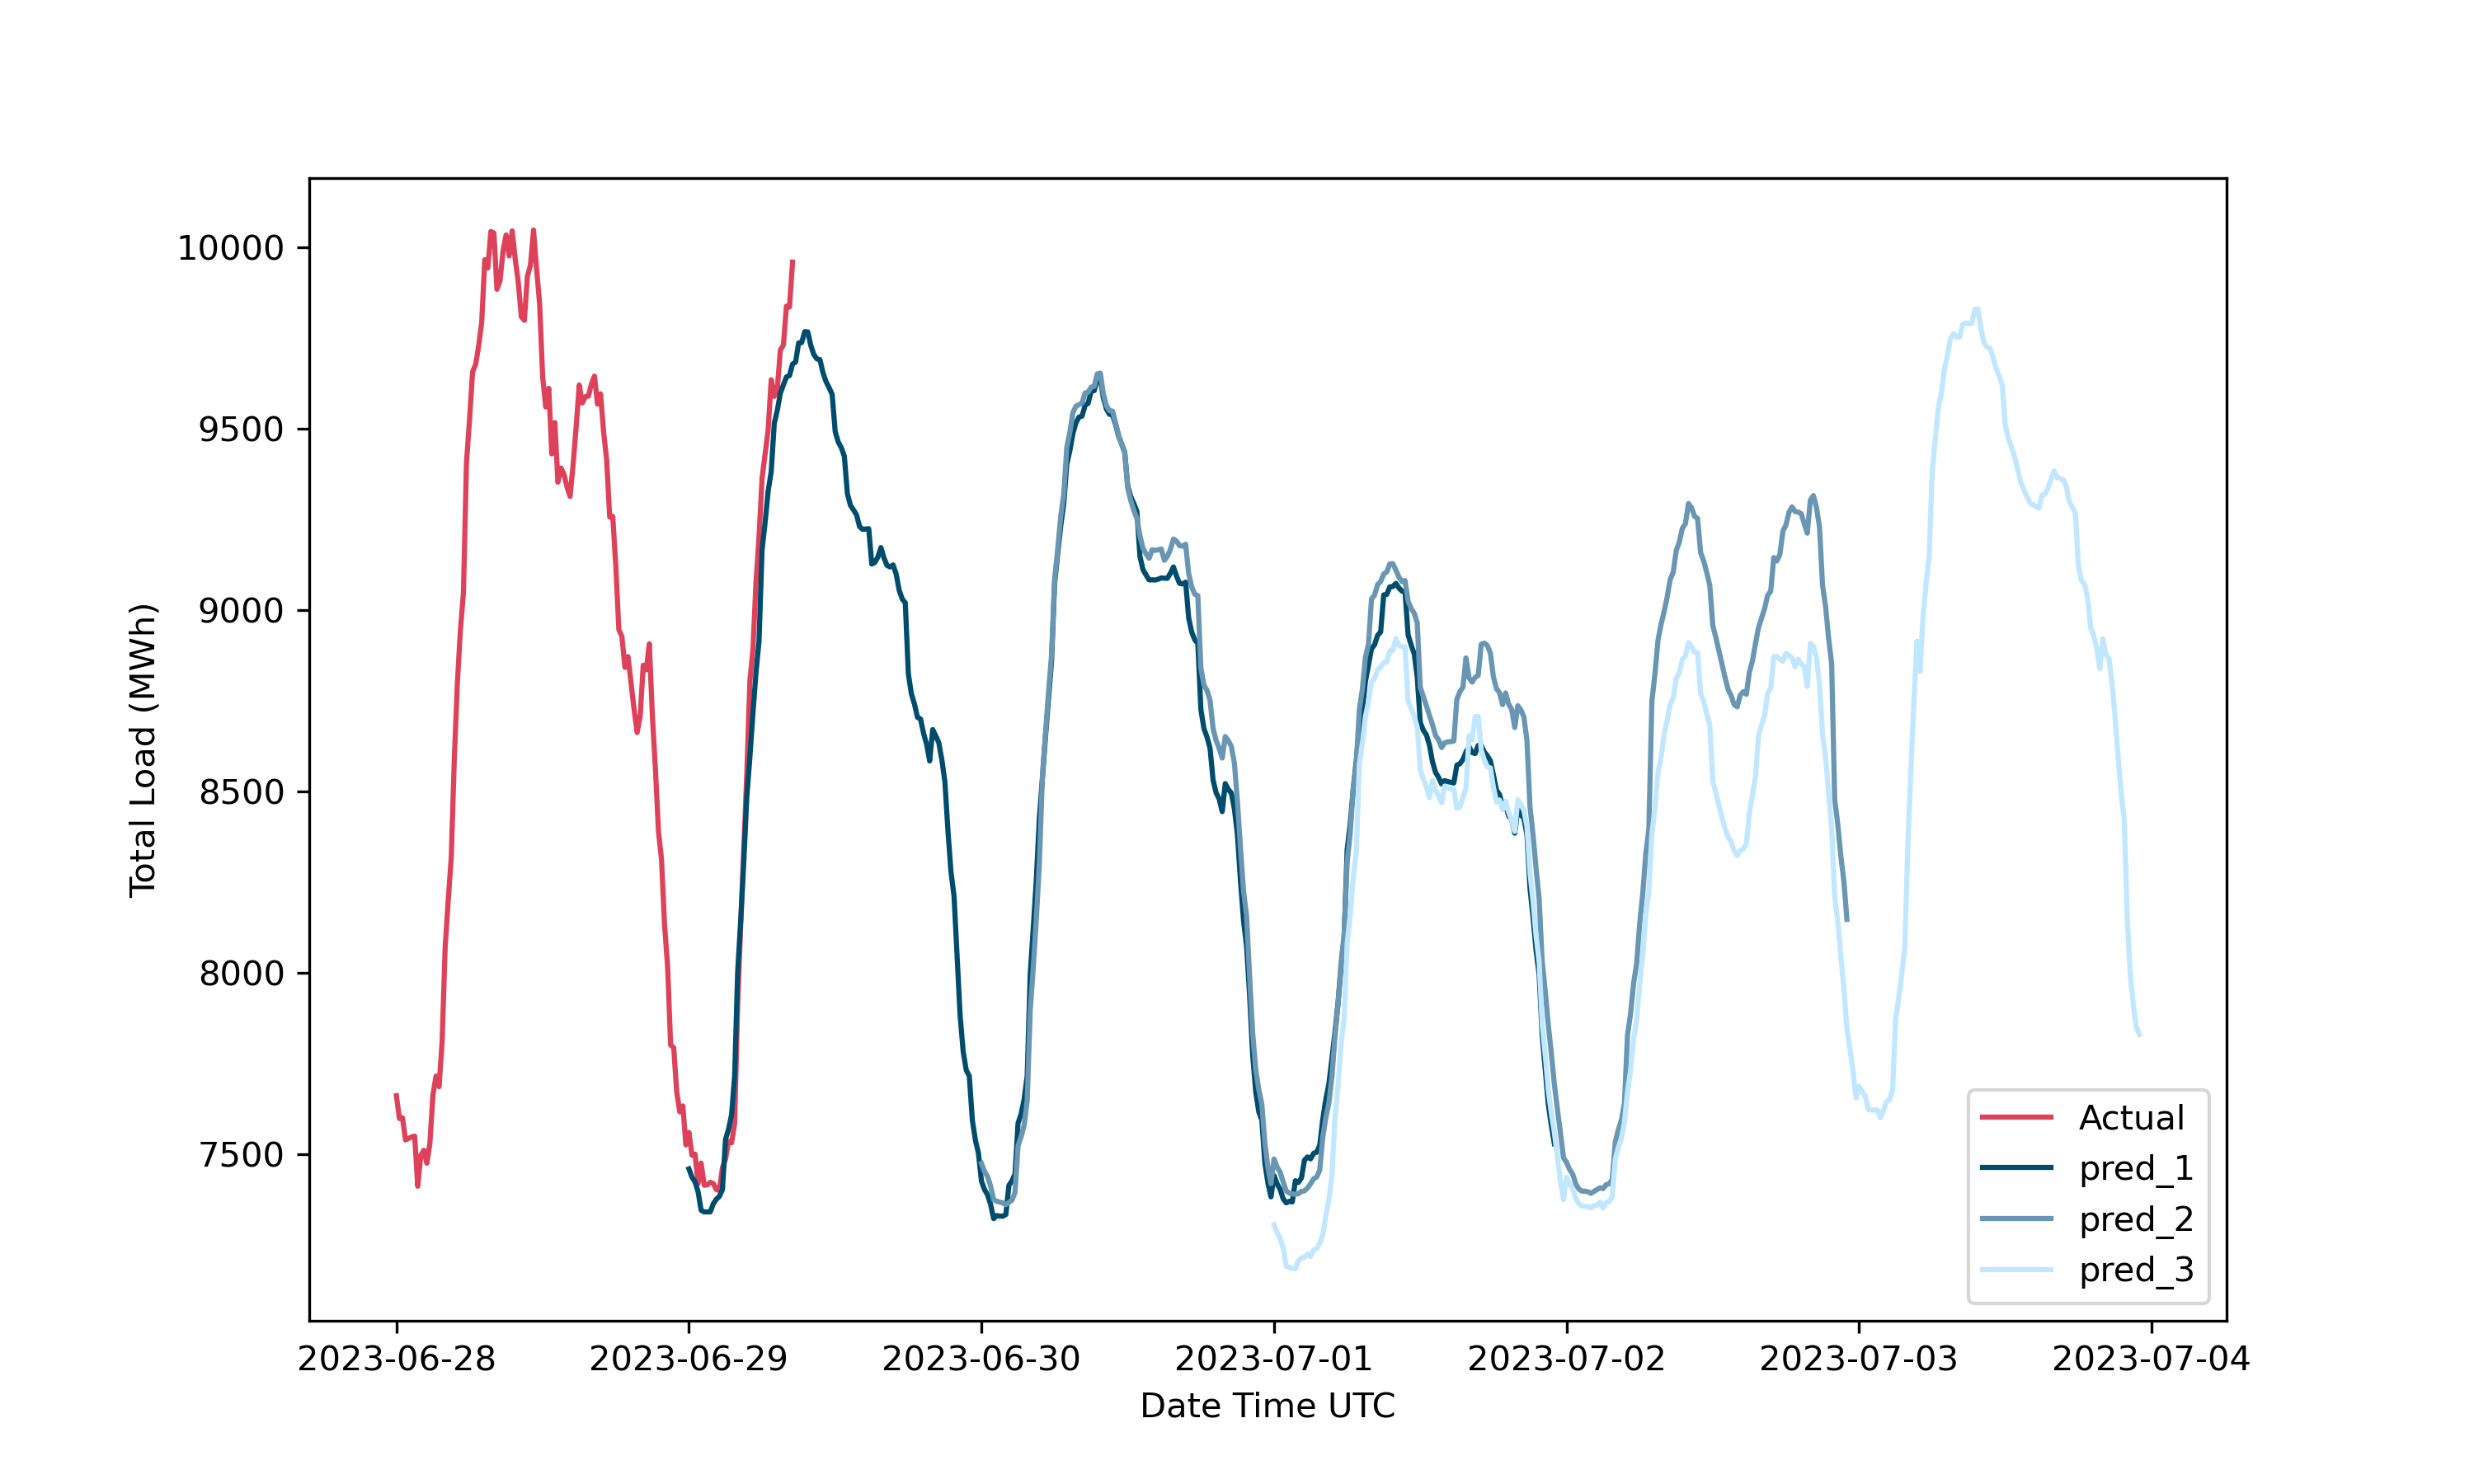 10000
9500
9000
8500
8000
7500
Total Load (MWh)
2023-06-28 2023-06-29 2023-06-30 2023-07-01 2023-07-02 2023-07-03 2023-07-04
Date Time UTC
Actual
pred_1
pred_2
pred_3